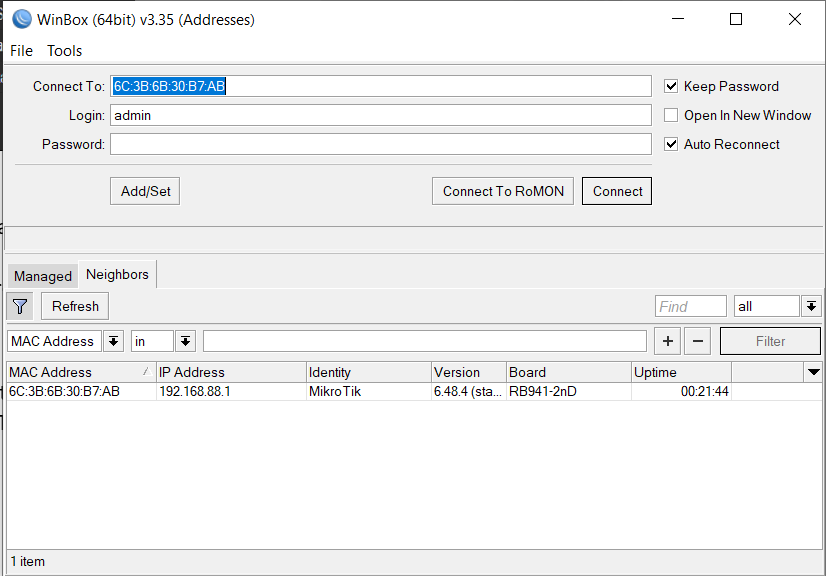 WinBox (64bit) v3.35 (Addresses)
File Tools
Connect To: 6C:3B:6B:30:B7:AB Keep Password
Login: admin Open In New Window
Password: Auto Reconnect
Add/Set Connect To RoMON Connect
Managed Neighbors
Refresh Find all
MAC Address in Filter
MAC Address IP Address Identity Version Board Uptime
6C:3B:6B:30:B7:AB 192.168.88.1 MikroTik 6.48.4 (sta... RB941-2nD 00:21:44
1 item